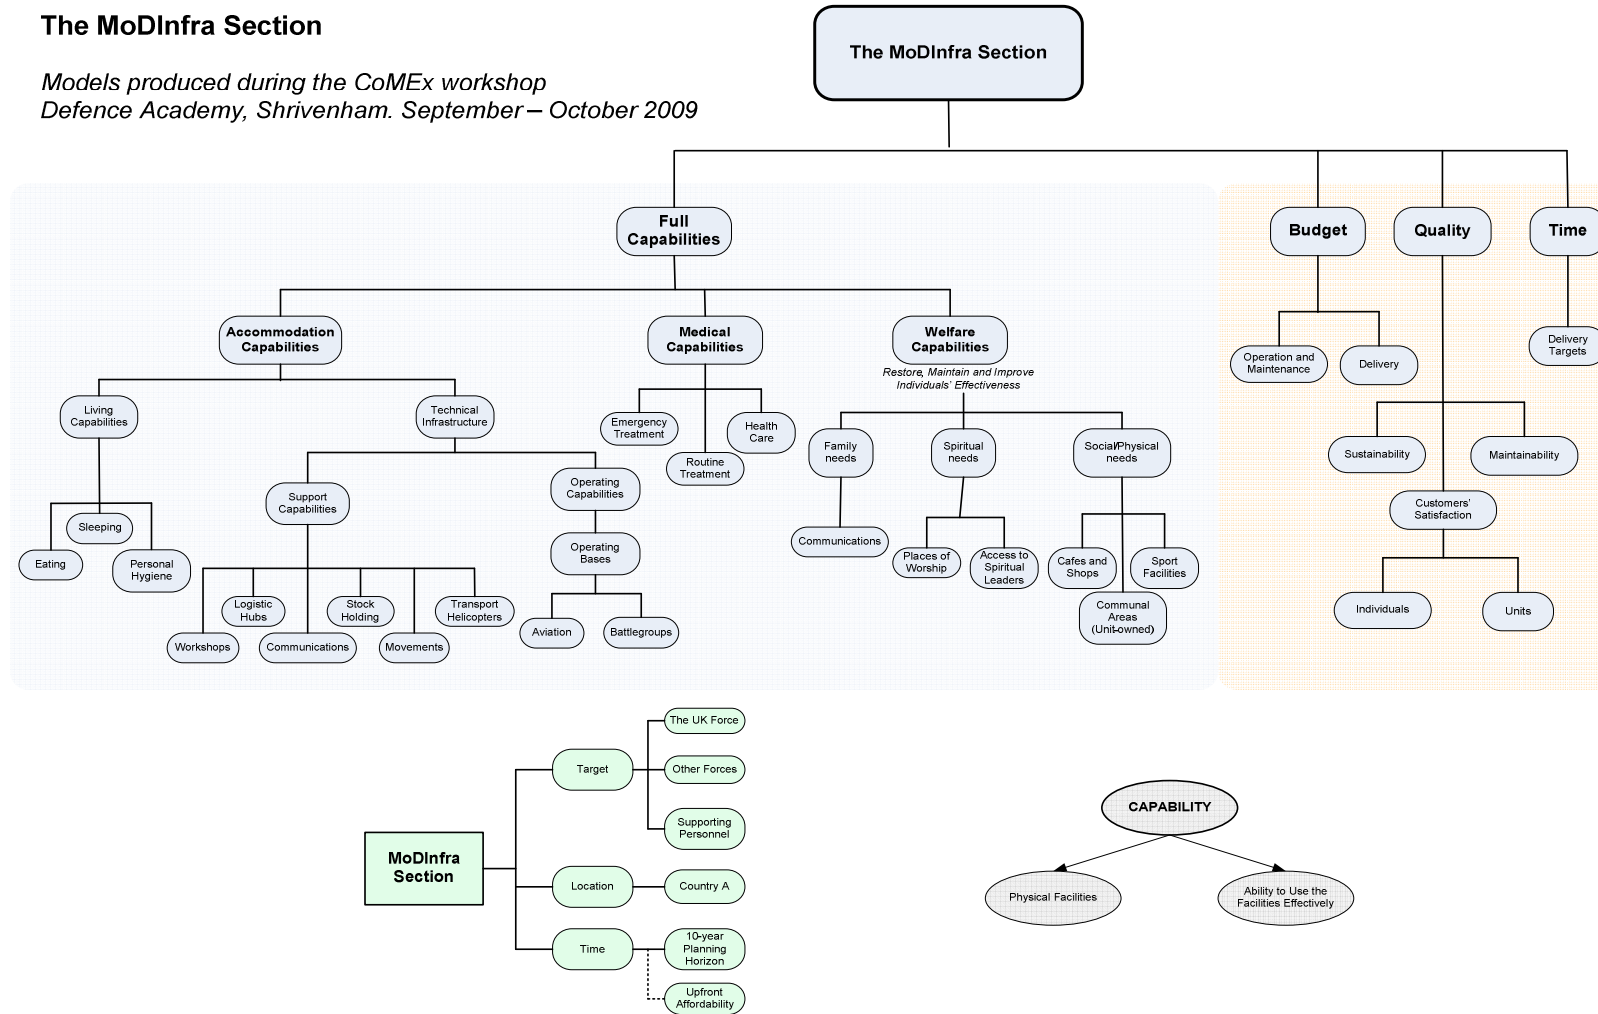 The MoDInfra Section
Models produced during the CoMEx workshop
Defence Academy, Shrivenham. September – October 2009
The MoDInfra Section
Full
Capabilities
Budget
Quality
Time
Accommodation
Capabilities
Medical
Capabilities
Welfare
Capabilities
Restore, Maintain and Improve
Individuals' Effectiveness
Operation and
Maintenance
Delivery
Delivery
Targets
Living
Capabilities
Technical
Infrastructure
Emergency
Treatment
Routine
Treatment
Health
Care
Family
needs
Spiritual
needs
Social/Physical
needs
Sustainability
Maintainability
Customers'
Satisfaction
Individuals
Units
Eating
Sleeping
Personal
Hygiene
Support
Capabilities
Operating
Capabilities
Operating
Bases
Workshops
Logistic
Hubs
Communications
Stock
Holding
Movements
Transport
Helicopters
Aviation
Battlegroups
Communications
Places of
Worship
Access to
Spiritual
Leaders
Cafes and
Shops
Communal
Areas
(Unit-owned)
Sport
Facilities
MoDInfra
Section
Target
The UK Force
Other Forces
Supporting
Personnel
Location
Country A
Time
10-year
Planning
Horizon
Upfront
Affordability
CAPABILITY
Physical Facilities
Ability to Use the
Facilities Effectively